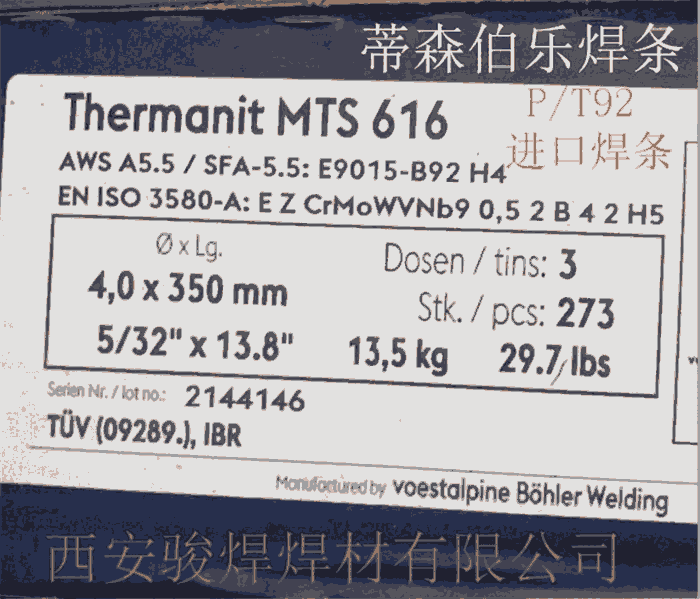 蒂森伯乐焊条
P/T92
进口焊条
Thermanit MTS 616
AWS A5.5 / SFA-5.5: E9015-B92 H4
EN ISO 3580-A: E Z CrMoWVNb9 0,5 2 B 4 2 H5
Ø x Lg.
Dosen / tins: 3
4,0 x 350 mm
Stk. / pcs: 273
5/32" x 13.8"
13,5 kg 29.7/lbs
Serien Nr. / lot no.: 2144146
TÜV (09289.), IBR
Manufactured by voestalpine Böhler Welding
西安骏焊焊材有限公司